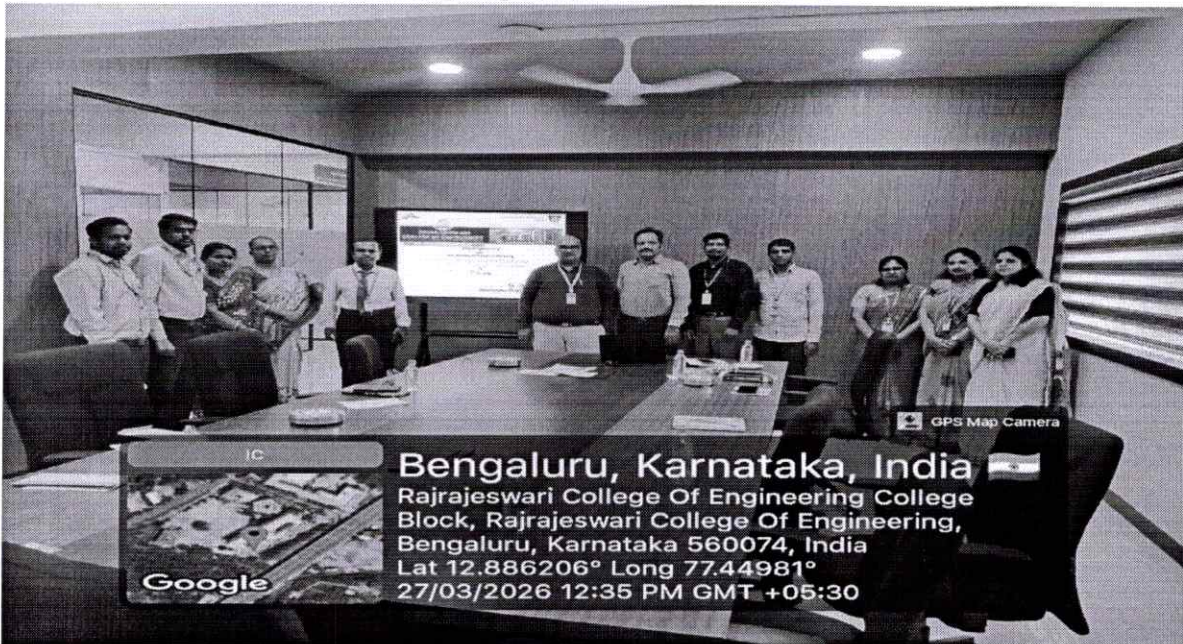 GPS Map Camera
IC
Bengaluru, Karnataka, India
Rajrajeswari College Of Engineering College
Block, Rajrajeswari College Of Engineering,
Bengaluru, Karnataka 560074, India
Lat 12.886206° Long 77.44981°
27/03/2026 12:35 PM GMT +05:30
Google